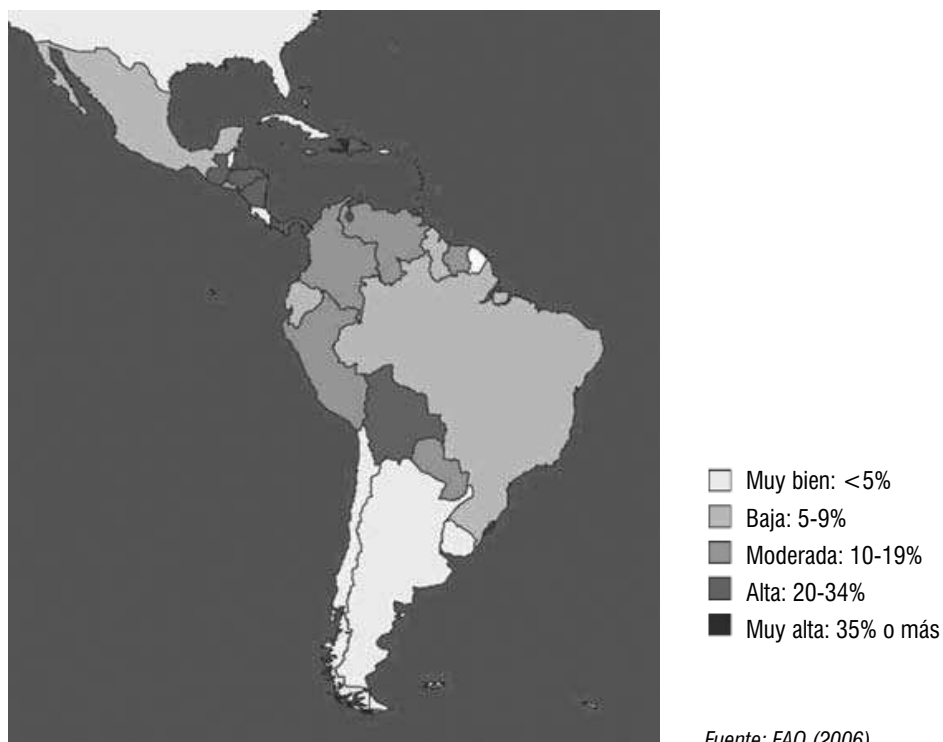 Muy bien: <5%
Baja: 5-9%
Moderada: 10-19%
Alta: 20-34%
Muy alta: 35% o más
Fuente: FAO (2006)